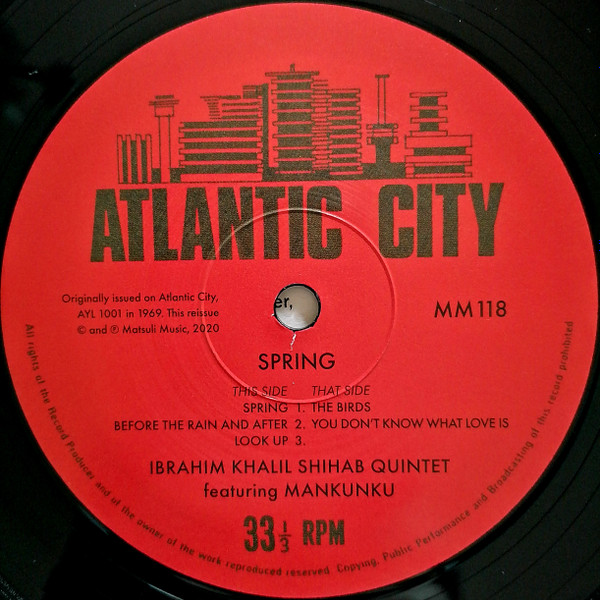 ATLANTIC CITY
Originally issued on Atlantic City,
AYL 1001 in 1969. This reissue
© and ℗ Matsuli Music, 2020
er,
MM118
SPRING
THIS SIDE THAT SIDE
SPRING 1. THE BIRDS
BEFORE THE RAIN AND AFTER 2. YOU DON'T KNOW WHAT LOVE IS
LOOK UP 3.
IBRAHIM KHALIL SHIHAB QUINTET
featuring MANKUNKU
33 1/3 RPM
All rights of the Record Producer and of the owner of the work reproduced reserved. Copying, Public Performance and Broadcasting of this record prohibited